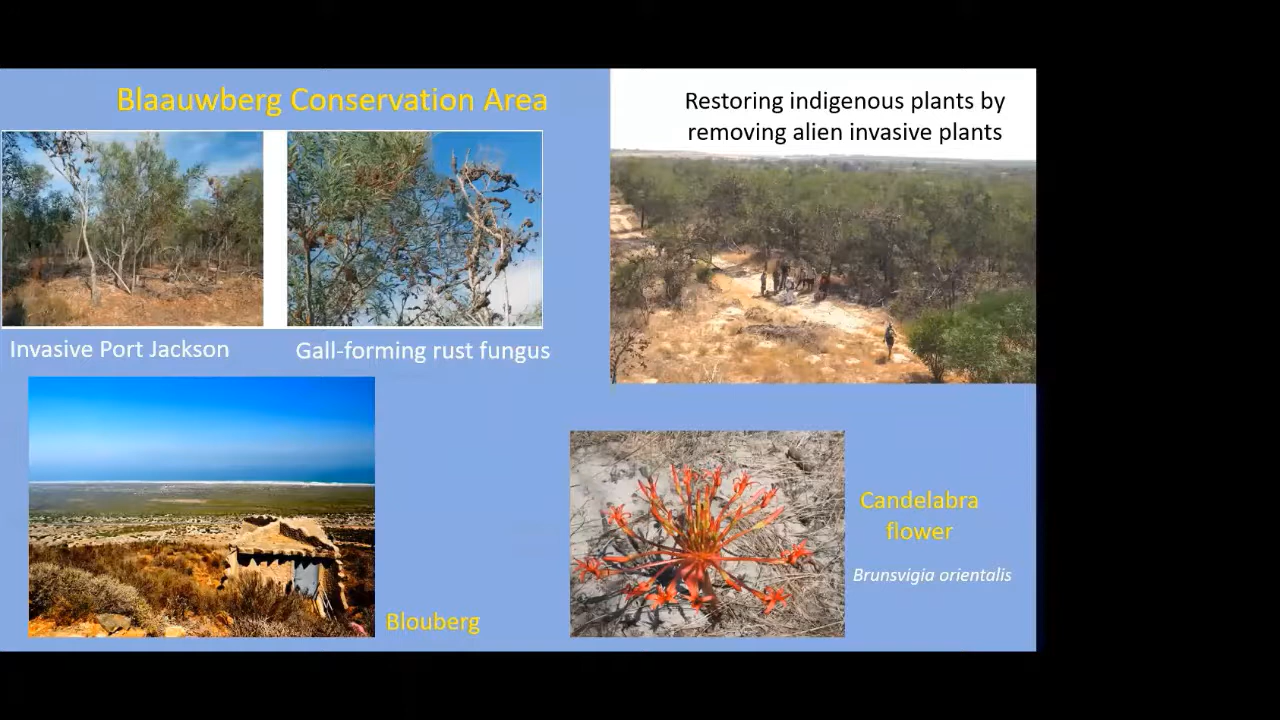 Blaauwberg Conservation Area
Restoring indigenous plants by
removing alien invasive plants
Invasive Port Jackson
Gall-forming rust fungus
Blouberg
Candelabra
flower
Brunsvigia orientalis